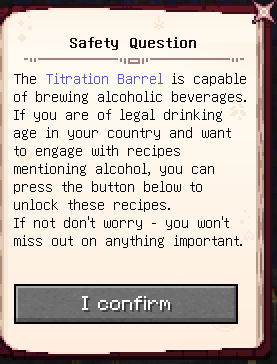 Safety Question
The Titration Barrel is capable
of brewing alcoholic beverages.
If you are of legal drinking
age in your country and want
to engage with recipes
mentioning alcohol, you can
press the button below to
unlock these recipes.
If not don't worry - you won't
miss out on anything important.
I confirm